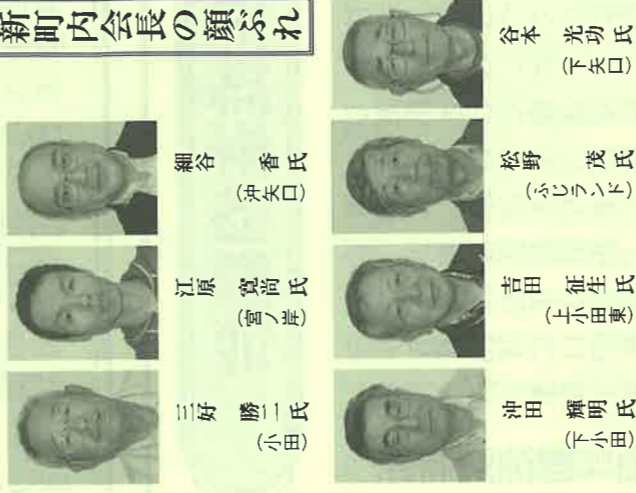 新町内会長の顔ぶれ
谷本 光功氏
(下矢口)
松野 茂氏
(ふじランド)
吉田 征生氏
(上小田東)
沖田 輝明氏
(下小田)
細谷 香氏
(沖矢口)
江原 寛尚氏
(宮ノ岸)
三好 勝二氏
(小田)